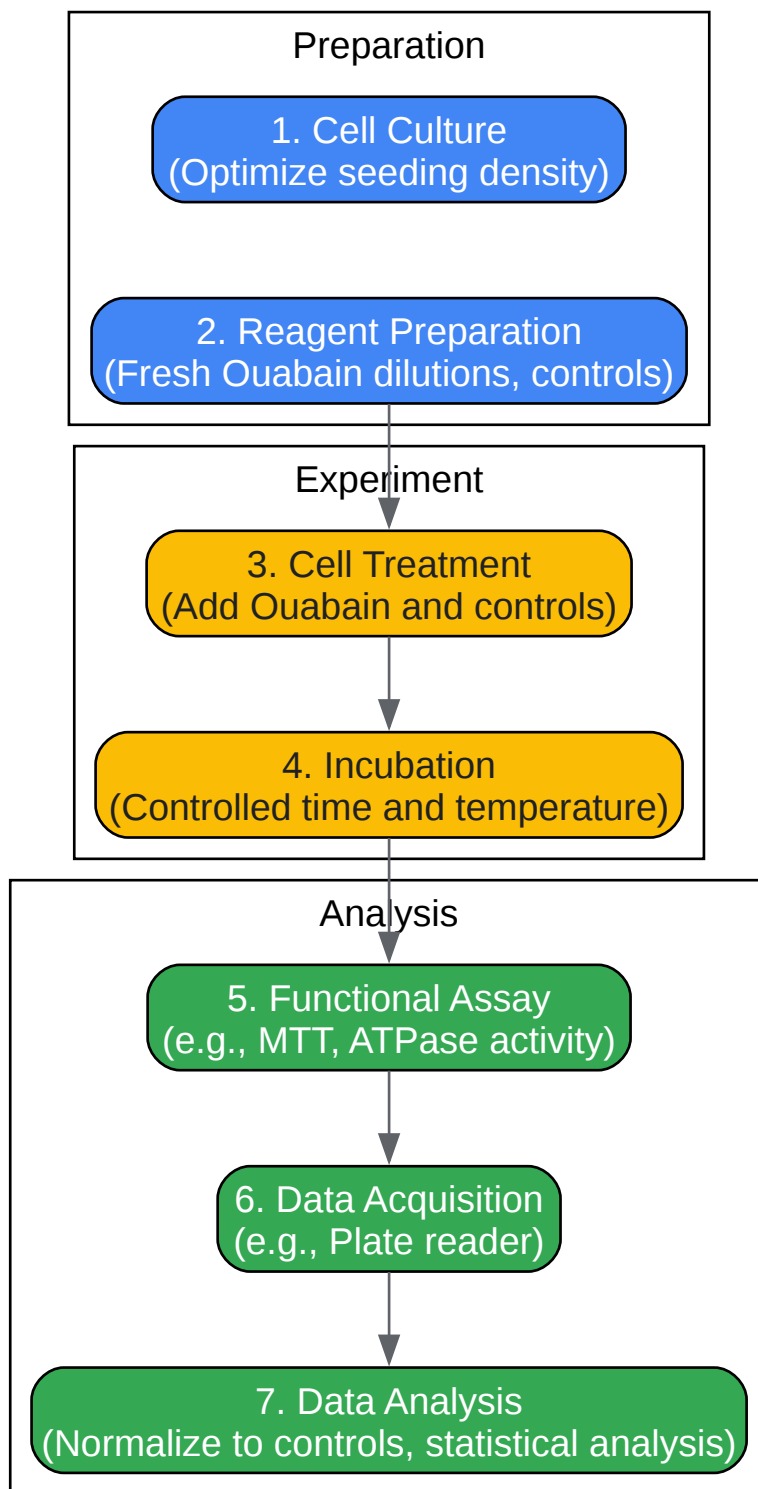 Preparation
1. Cell Culture
(Optimize seeding density)
2. Reagent Preparation
(Fresh Ouabain dilutions, controls)
Experiment
3. Cell Treatment
(Add Ouabain and controls)
4. Incubation
(Controlled time and temperature)
Analysis
5. Functional Assay
(e.g., MTT, ATPase activity)
6. Data Acquisition
(e.g., Plate reader)
7. Data Analysis
(Normalize to controls, statistical analysis)